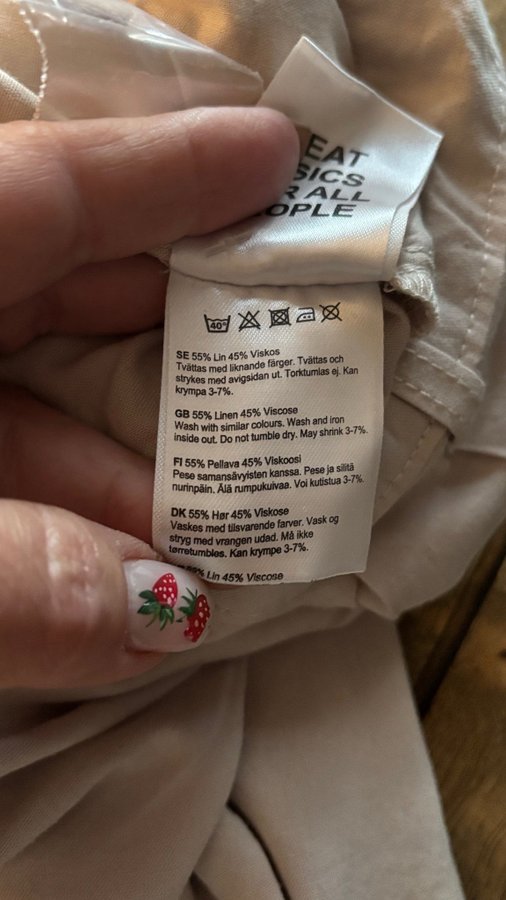 EAT
SICS
R ALL
OPLE
40°
SE 55% Lin 45% Viskos
Tvättas med liknande färger. Tvättas och
strykes med avigsidan ut. Torktumlas ej. Kan
krympa 3-7%.
GB 55% Linen 45% Viscose
Wash with similar colours. Wash and iron
inside out. Do not tumble dry. May shrink 3-7%.
FI 55% Pellava 45% Viskoosi
Pese samansävyisten kanssa. Pese ja silitä
nurinpäin. Älä rumpukuivaa. Voi kutistua 3-7%.
DK 55% Hør 45% Viskose
Vaskes med tilsvarende farver. Vask og
stryg med vrangen udad. Må ikke
tørretumbles. Kan krympe 3-7%.
Lin 45% Viscose